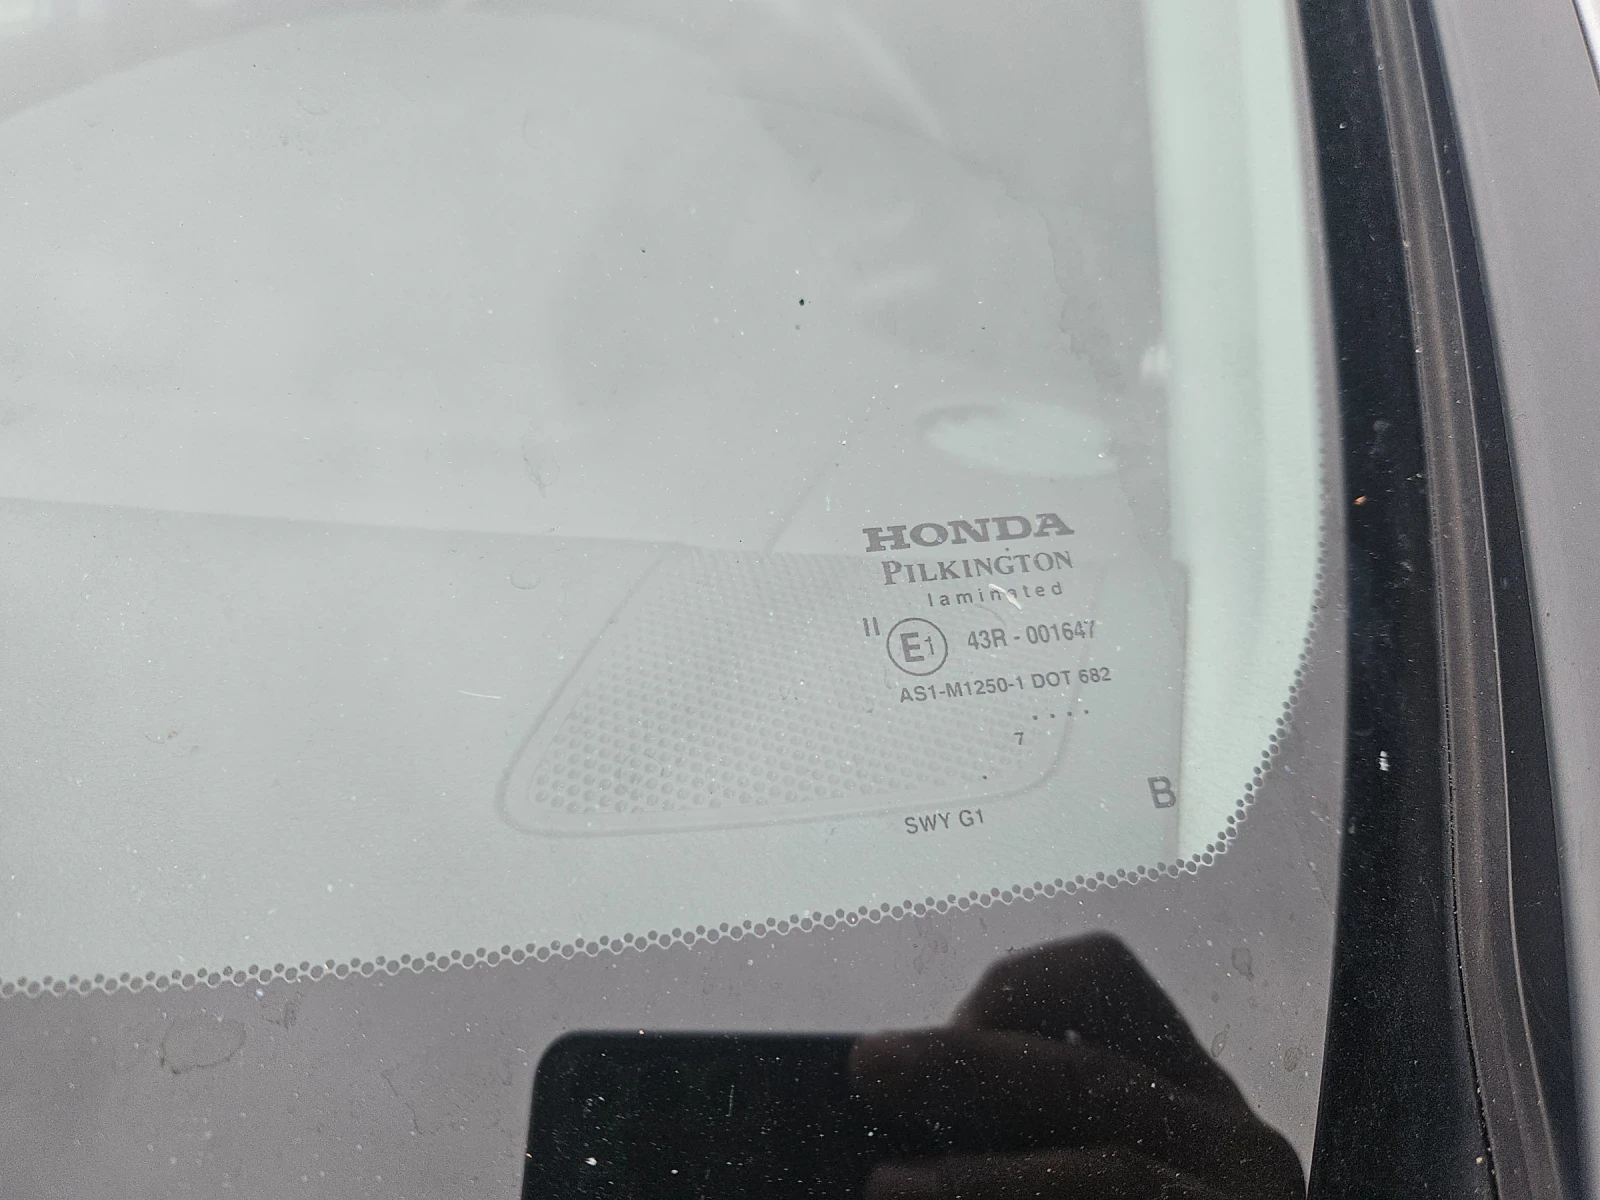 HONDA
PILKINGTON
laminated
II E1 43R - 001647
AS1-M1250-1 DOT 682
. . . .
7
SWY G1
B